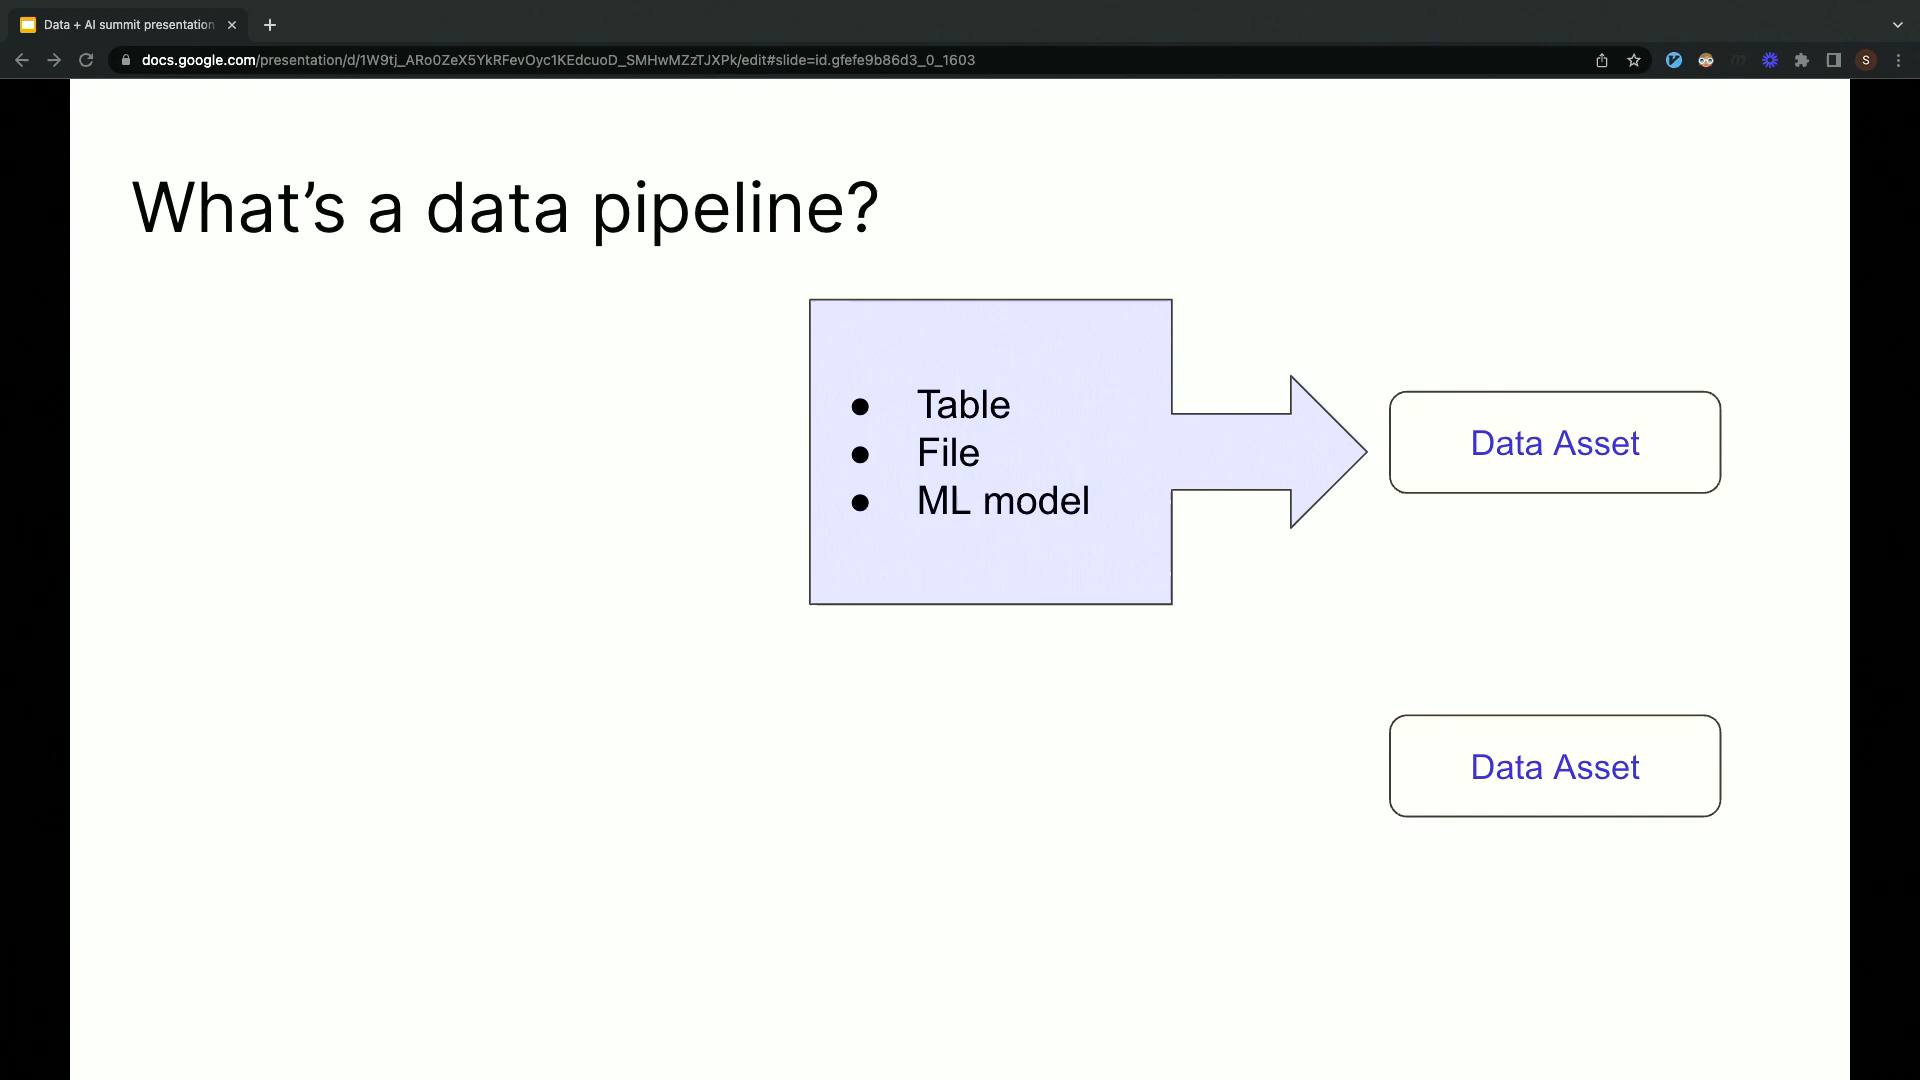 Data + AI summit presentation
docs.google.com/presentation/d/1W9tj_ARo0ZeX5YkRFevOyc1KEdcuoD_SMHwMZzTJXPk/edit#slide=id.gfefe9b86d3_0_1603
S
What’s a data pipeline?
● Table
● File
● ML model
Data Asset
Data Asset